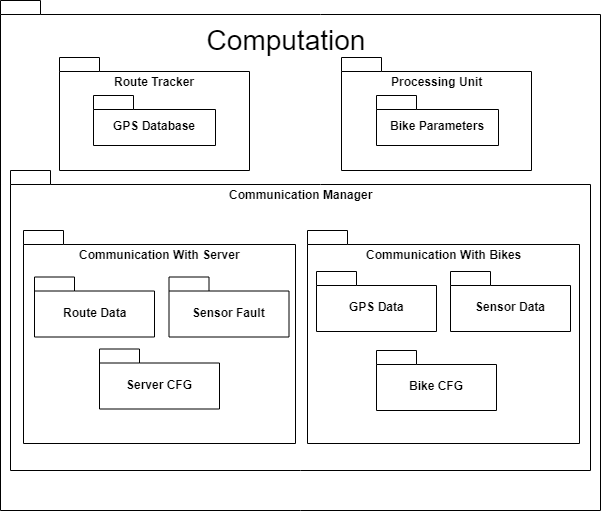 Computation
Route Tracker
Processing Unit
GPS Database
Bike Parameters
Communication Manager
Communication With Server
Communication With Bikes
Route Data
Sensor Fault
GPS Data
Sensor Data
Server CFG
Bike CFG